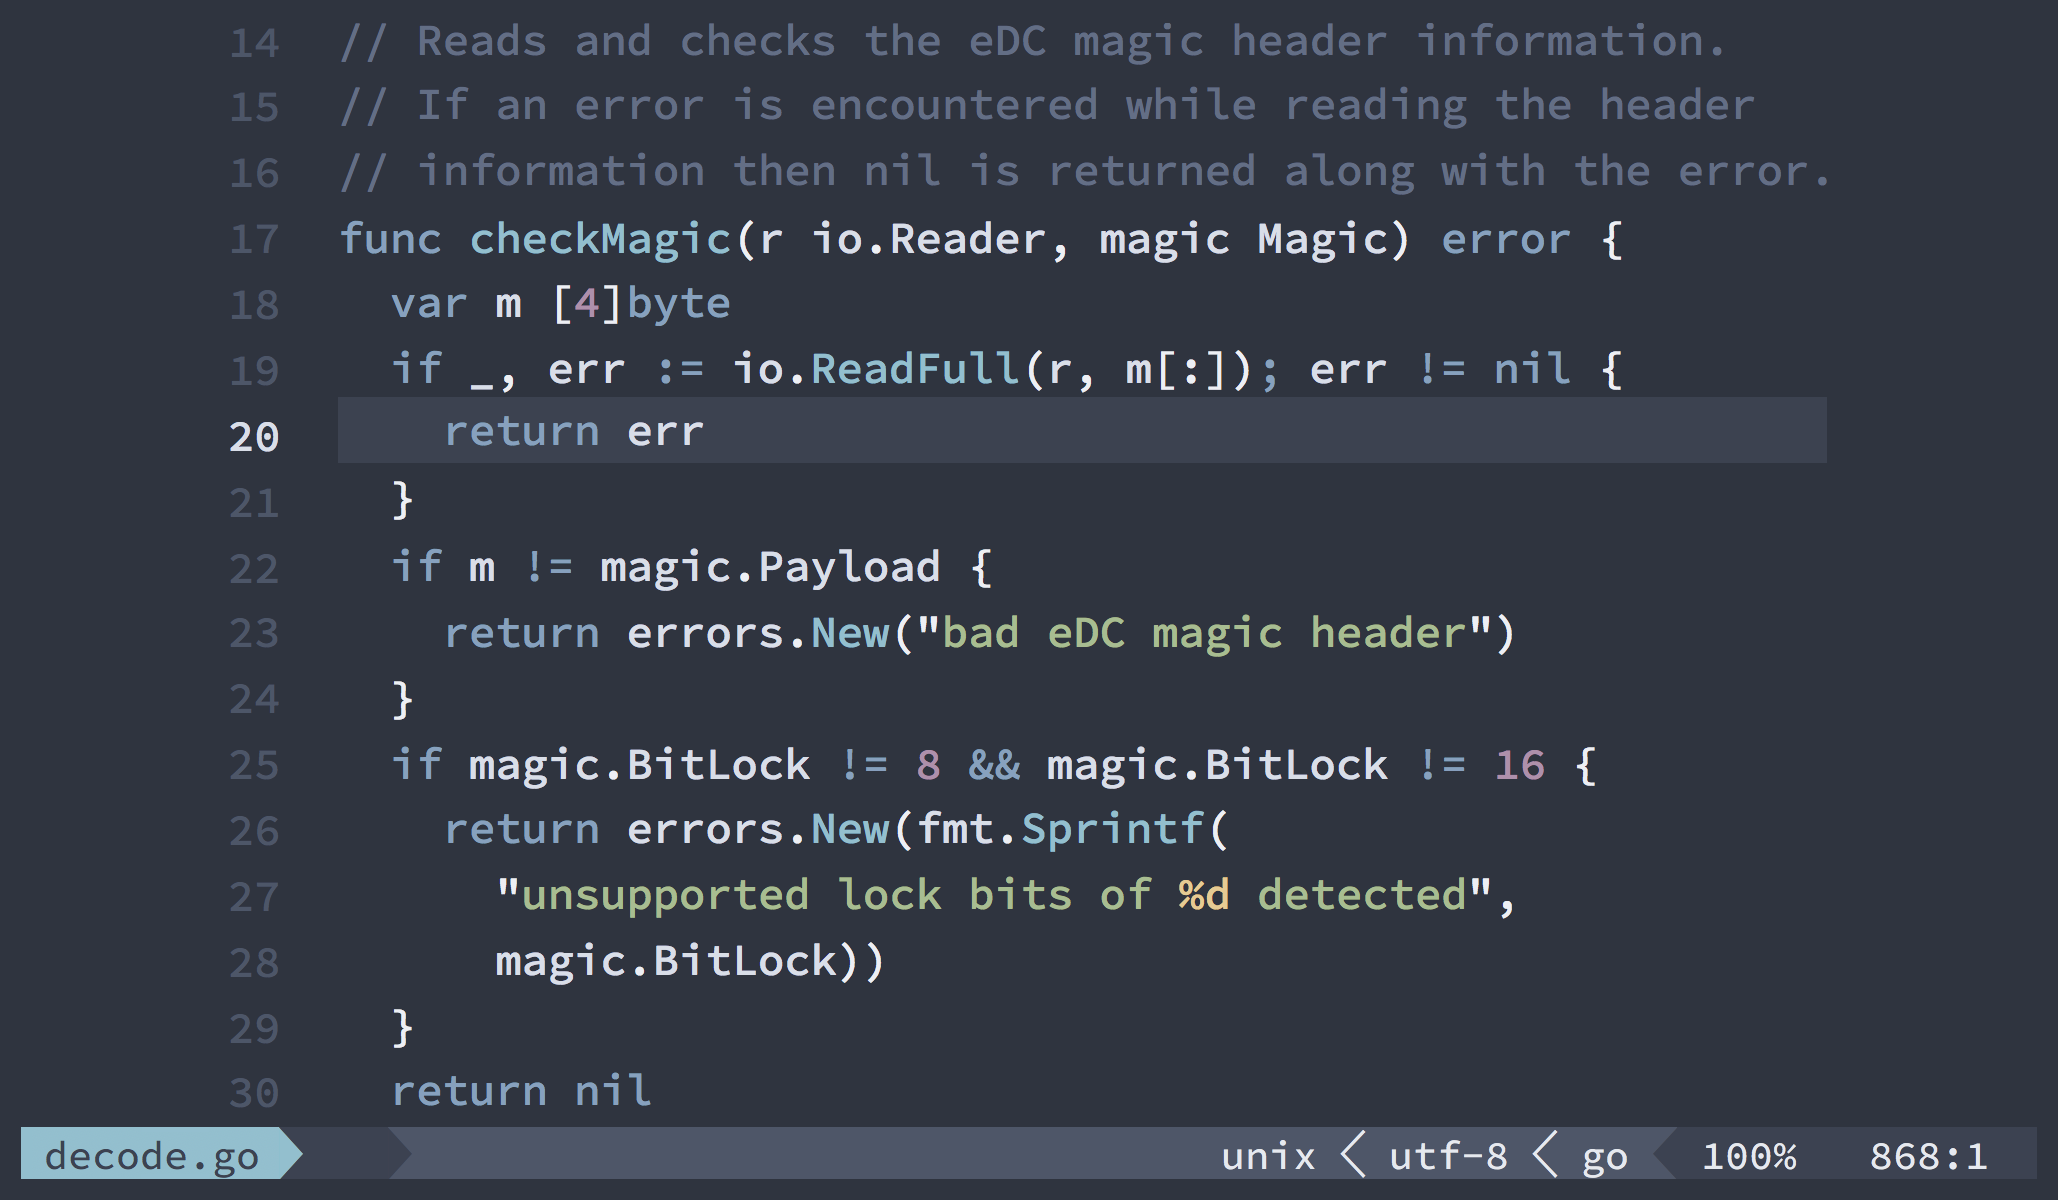 14 // Reads and checks the eDC magic header information.
15 // If an error is encountered while reading the header
16 // information then nil is returned along with the error.
17 func checkMagic(r io.Reader, magic Magic) error {
18   var m [4]byte
19   if _, err := io.ReadFull(r, m[:]); err != nil {
20     return err
21   }
22   if m != magic.Payload {
23     return errors.New("bad eDC magic header")
24   }
25   if magic.BitLock != 8 && magic.BitLock != 16 {
26     return errors.New(fmt.Sprintf(
27       "unsupported lock bits of %d detected",
28       magic.BitLock))
29   }
30   return nil
decode.go unix utf-8 go 100% 868:1